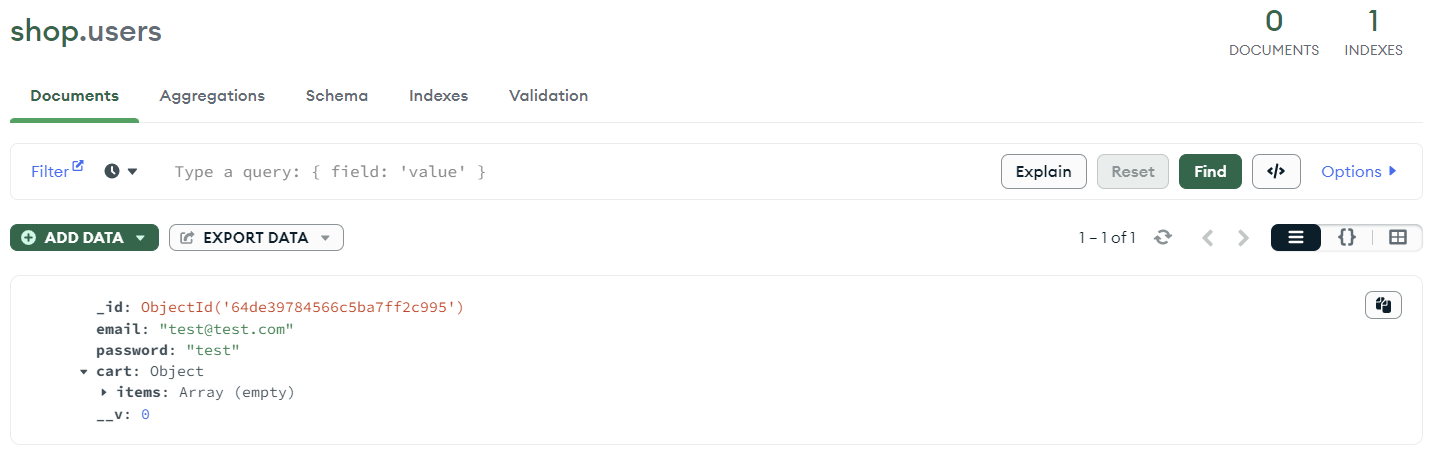 shop.users
0 1
DOCUMENTS INDEXES
Documents Aggregations Schema Indexes Validation
Filter Type a query: { field: 'value' } Explain Reset Find </> Options
ADD DATA EXPORT DATA 1 – 1 of 1 {}
_id: ObjectId('64de39784566c5ba7ff2c995')
email: "test@test.com"
password: "test"
cart: Object
items: Array (empty)
__v: 0